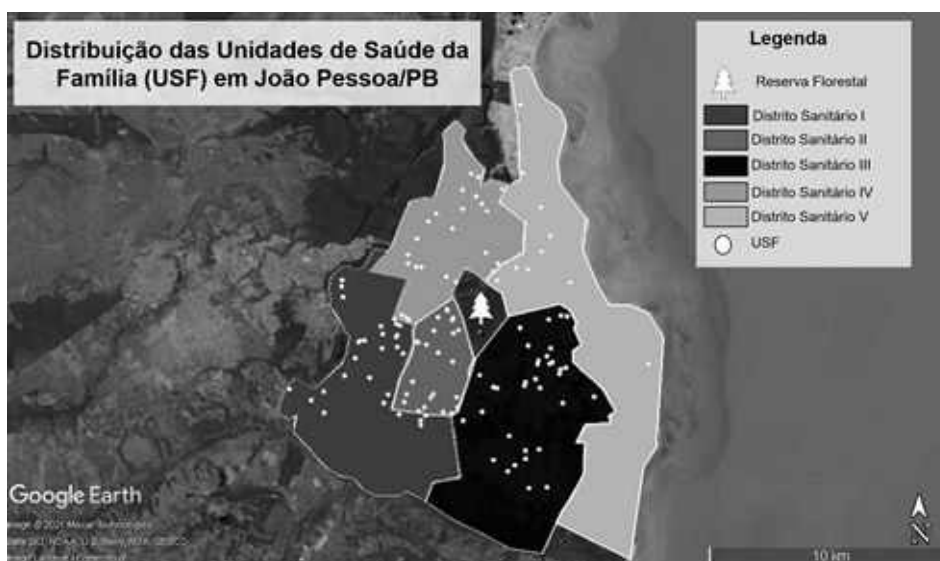 Distribuição das Unidades de Saúde da
Família (USF) em João Pessoa/PB
Legenda
Reserva Florestal
Distrito Sanitário I
Distrito Sanitário II
Distrito Sanitário III
Distrito Sanitário IV
Distrito Sanitário V
USF
Google Earth
10 km
N